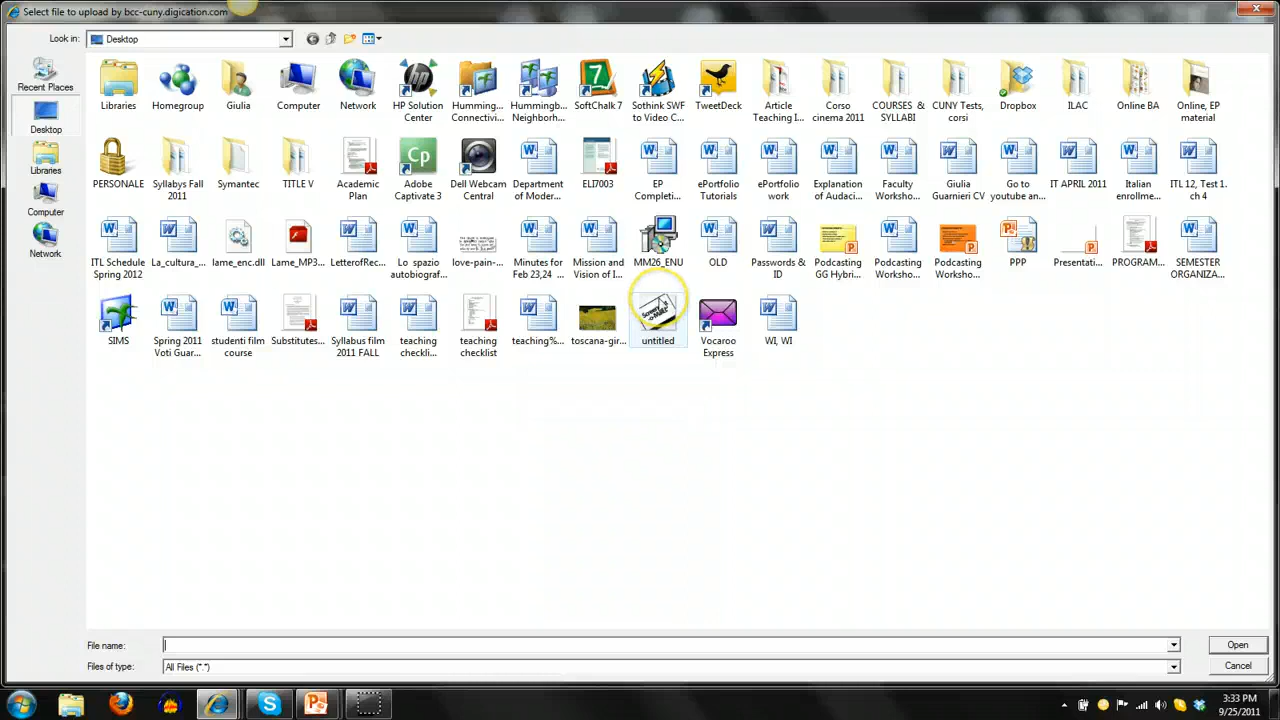 Select file to upload by bcc-cuny.digication.com
Look in:
Desktop
Recent Places
Desktop
Libraries
Computer
Network
Libraries
Homegroup
Giulia
Computer
Network
HP Solution
Center
Humming...
Connectivi...
Hummingb...
Neighborh...
SoftChalk 7
Sothink SWF
to Video C...
TweetDeck
Article
Teaching I...
Corso
cinema 2011
COURSES &
SYLLABI
CUNY Tests,
corsi
Dropbox
ILAC
Online BA
Online, EP
material
PERSONALE
Syllabys Fall
2011
Symantec
TITLE V
Academic
Plan
Adobe
Captivate 3
Dell Webcam
Central
Department
of Moder...
ELI7003
EP
Completi...
ePortfolio
Tutorials
ePortfolio
work
Explanation
of Audaci...
Faculty
Worksho...
Giulia
Guarnieri CV
Go to
youtube an...
IT APRIL 2011
Italian
enrollme...
ITL 12, Test 1.
ch. 4
ITL Schedule
Spring 2012
La_cultura_...
lame_enc.dll
Lame_MP3...
LetterofRec...
Lo spazio
autobiograf...
love-pain-...
Minutes for
Feb 23,24 ...
Mission and
Vision of I...
MM26_ENU
OLD
Passwords &
ID
Podcasting
GG Hybri...
Podcasting
Worksho...
Podcasting
Worksho...
PPP
Presentati...
PROGRAM...
SEMESTER
ORGANIZA...
SIMS
Spring 2011
Voti Guar...
studenti film
course
Substitutes...
Syllabus film
2011 FALL
teaching
checkli...
teaching
checklist
teaching%...
toscana-gir...
untitled
Vocaroo
Express
WI, WI
File name:
Open
Files of type:
All Files (*.*)
Cancel
3:33 PM
9/25/2011